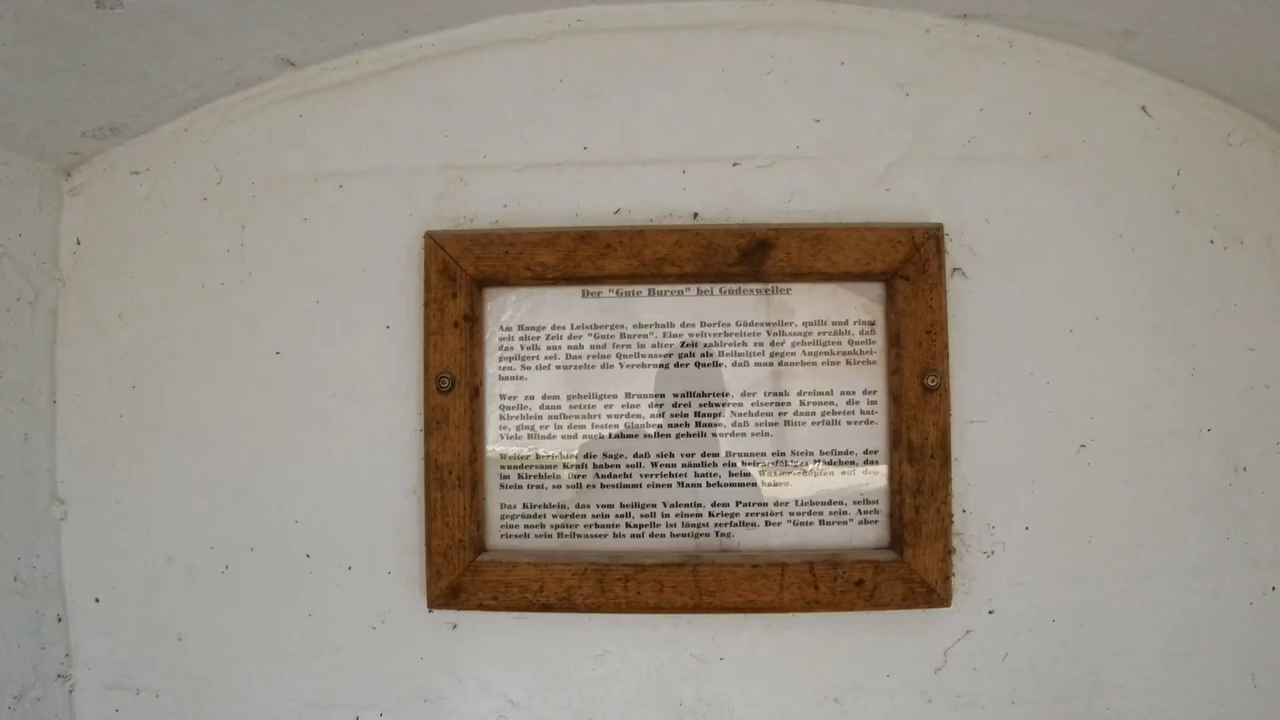 Der "Gute Buren" bei Güdesweiler
Am Hange des Leistberges, oberhalb des Dorfes Güdesweiler, quillt und rinnt
seit alter Zeit der "Gute Buren". Eine weitverbreitete Volkssage erzählt, daß
das Volk aus nah und fern in alter Zeit zahlreich zu der geheiligten Quelle
gepilgert sei. Das reine Quellwasser galt als Heilmittel gegen Augenkrankhei-
ten. So tief wurzelte die Verehrung der Quelle, daß man daneben eine Kirche
baute.
Wer zu dem geheiligten Brunnen wallfahrtete, der trank dreimal aus der
Quelle, dann setzte er eine der drei schweren eisernen Kronen, die im
Kirchlein aufbewahrt wurden, auf sein Haupt. Nachdem er dann gebetet hat-
te, ging er in dem festen Glauben nach Hause, daß seine Bitte erfüllt werde.
Viele Blinde und auch Lahme sollen geheilt worden sein.
Weiter berichtet die Sage, daß sich vor dem Brunnen ein Stein befinde, der
wundersame Kraft haben soll. Wenn nämlich ein heiratsfähiges Mädchen, das
im Kirchlein ihre Andacht verrichtet hatte, beim Wasserschöpfen auf den
Stein trat, so soll es bestimmt einen Mann bekommen haben.
Das Kirchlein, das vom heiligen Valentin, dem Patron der Liebenden, selbst
gegründet worden sein soll, soll in einem Kriege zerstört worden sein. Auch
eine noch später erbaute Kapelle ist längst zerfallen. Der "Gute Buren" aber
rieselt sein Heilwasser bis auf den heutigen Tag.